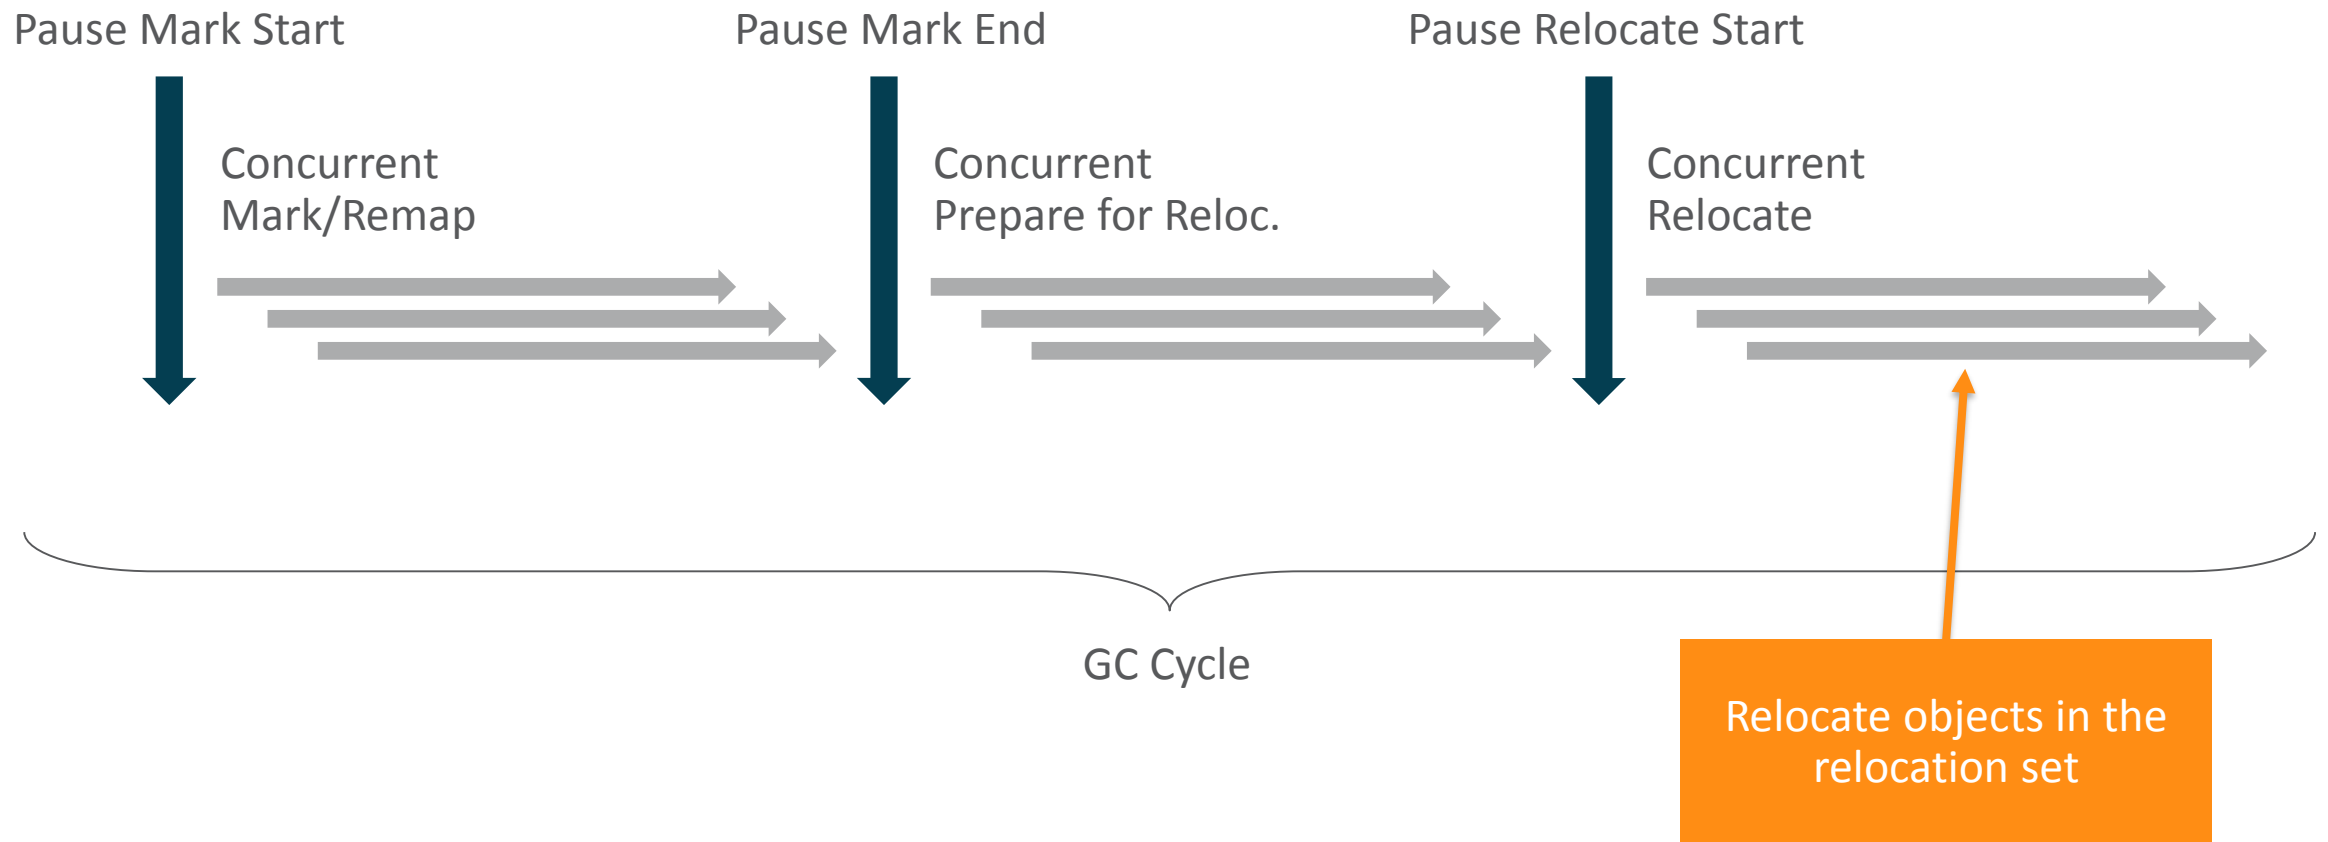 Pause Mark Start
Pause Mark End
Pause Relocate Start
Concurrent
Mark/Remap
Concurrent
Prepare for Reloc.
Concurrent
Relocate
GC Cycle
Relocate objects in the
relocation set